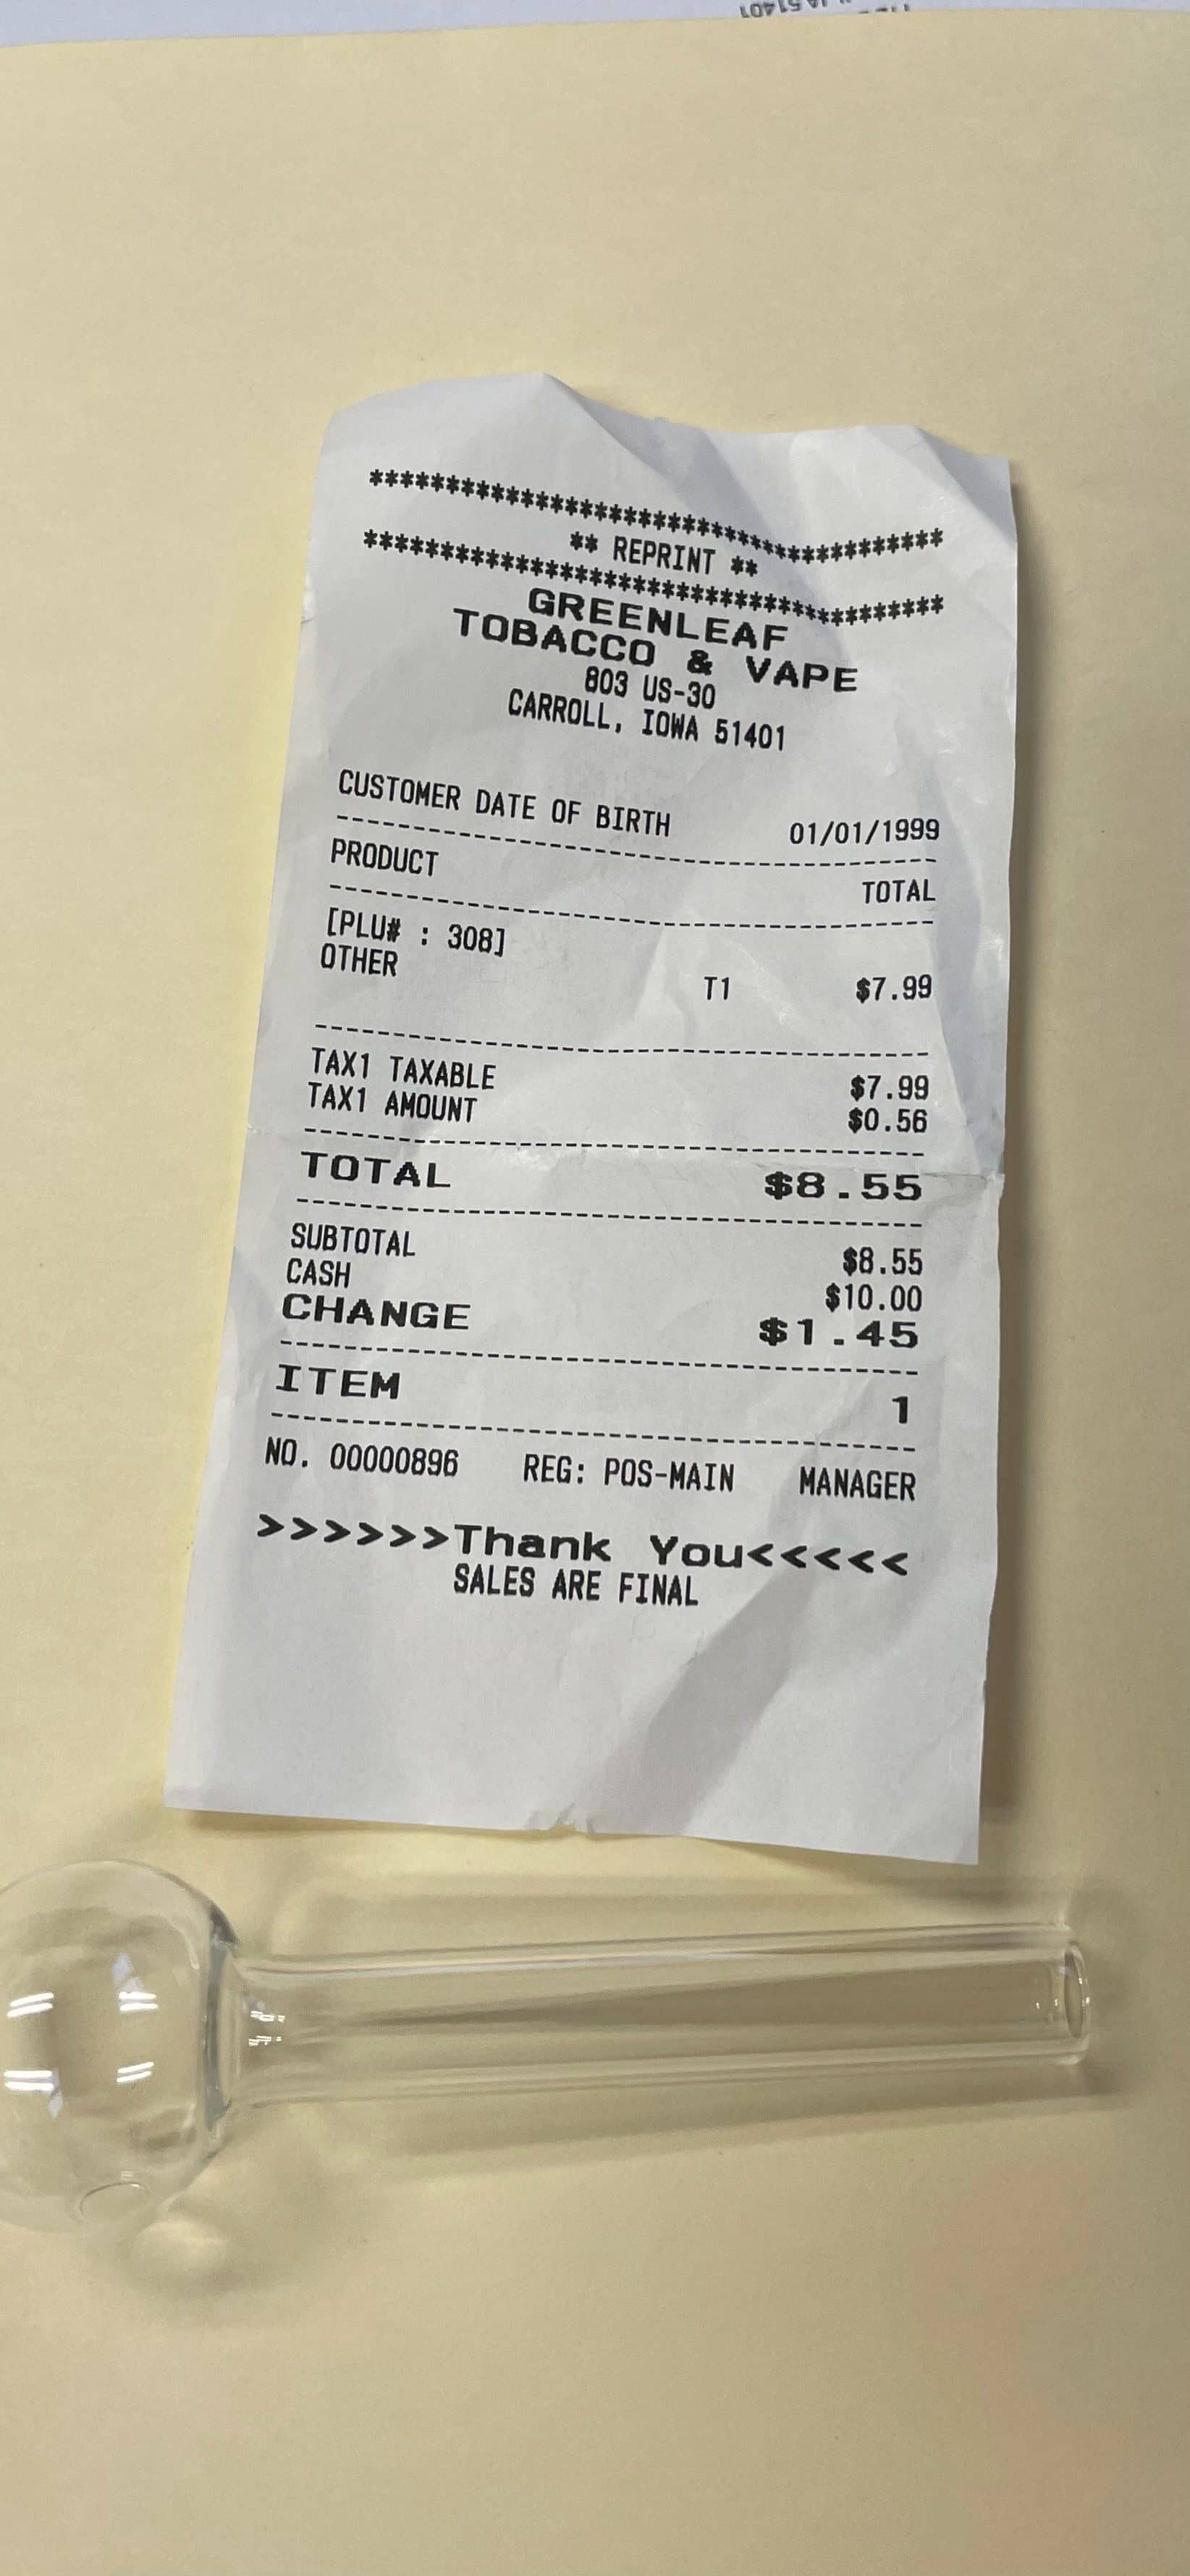 ****************************************
** REPRINT **
****************************************
GREENLEAF
TOBACCO & VAPE
803 US-30
CARROLL, IOWA 51401
CUSTOMER DATE OF BIRTH 01/01/1999
----------------------------------------
PRODUCT TOTAL
----------------------------------------
[PLU# : 308]
OTHER T1 $7.99
----------------------------------------
TAX1 TAXABLE $7.99
TAX1 AMOUNT $0.56
----------------------------------------
TOTAL $8.55
----------------------------------------
SUBTOTAL $8.55
CASH $10.00
CHANGE $1.45
----------------------------------------
ITEM 1
----------------------------------------
NO. 00000896 REG: POS-MAIN MANAGER
>>>>>>Thank You<<<<<
SALES ARE FINAL